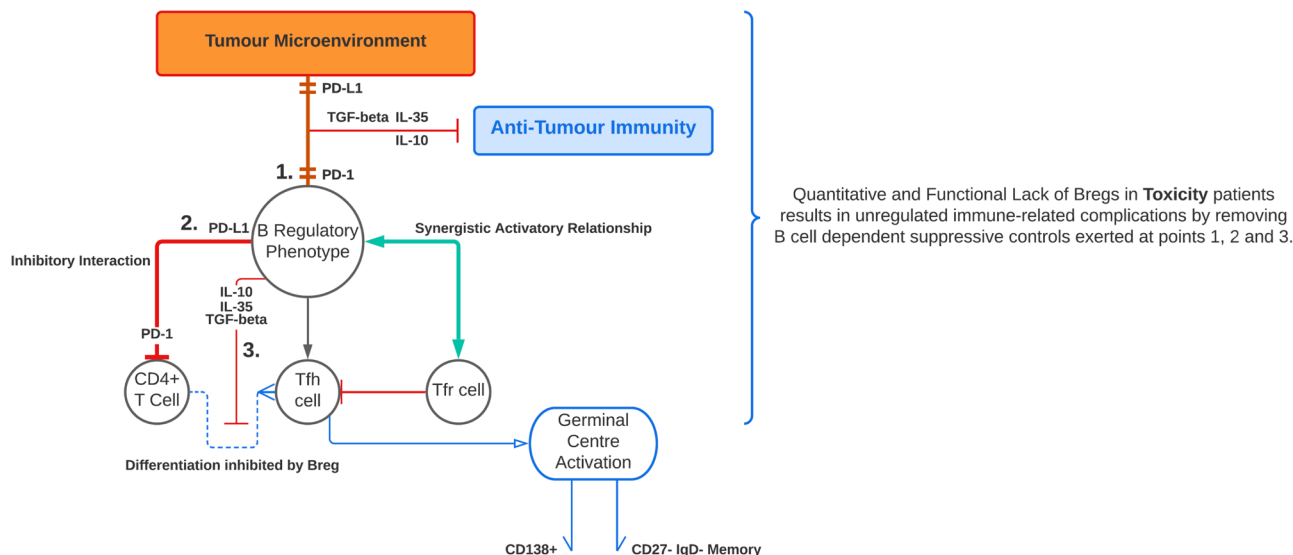 Tumour Microenvironment
PD-L1
TGF-beta IL-35
IL-10
Anti-Tumour Immunity
1.
PD-1
2.
PD-L1
B Regulatory
Phenotype
Synergistic Activatory Relationship
Quantitative and Functional Lack of Bregs in Toxicity patients
results in unregulated immune-related complications by removing
B cell dependent suppressive controls exerted at points 1, 2 and 3.
Inhibitory Interaction
IL-10
IL-35
TGF-beta
PD-1
3.
CD4+
T Cell
Tfh
cell
Tfr cell
Germinal
Centre
Activation
Differentiation inhibited by Breg
CD138+
CD27- IgD- Memory